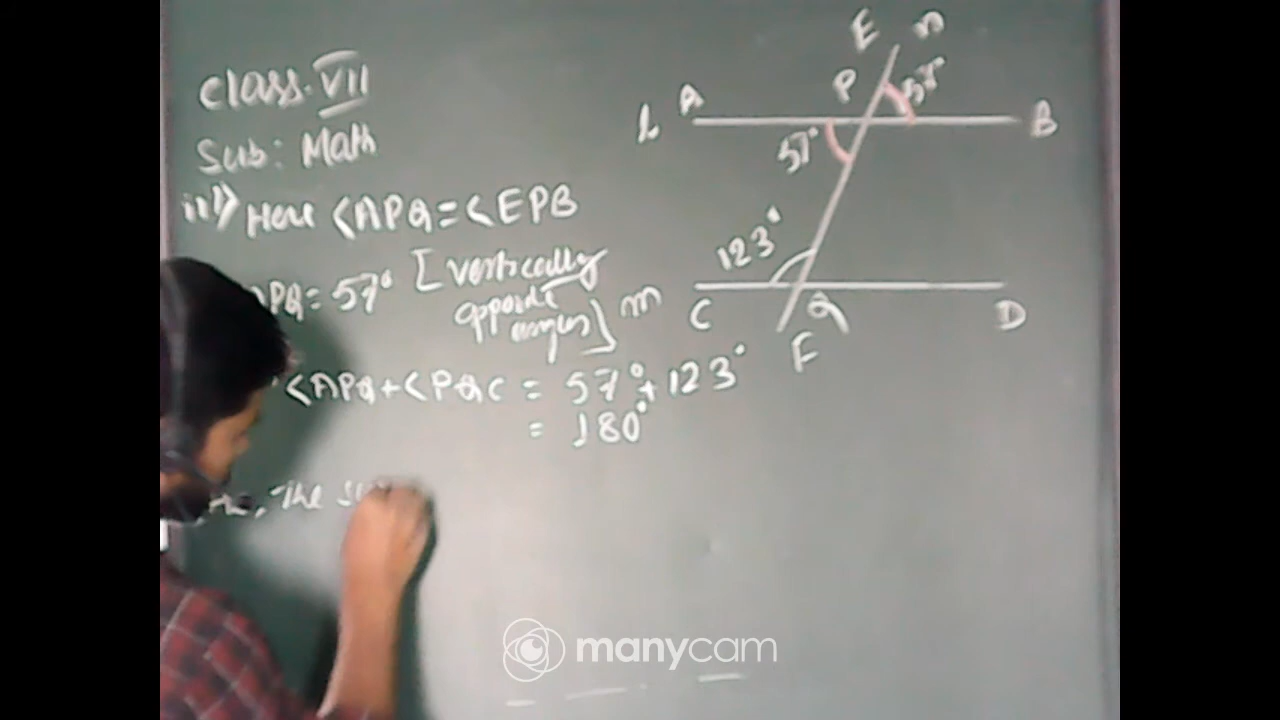 Class. VII
Sub: Math
iii) Here <APQ = <EPB
PQ = 57° [vertically opposite angles]
<APQ + <PQC = 57° + 123°
= 180°
, The
E n
P 57°
L A B
57°
123°
m C Q D
F
manycam